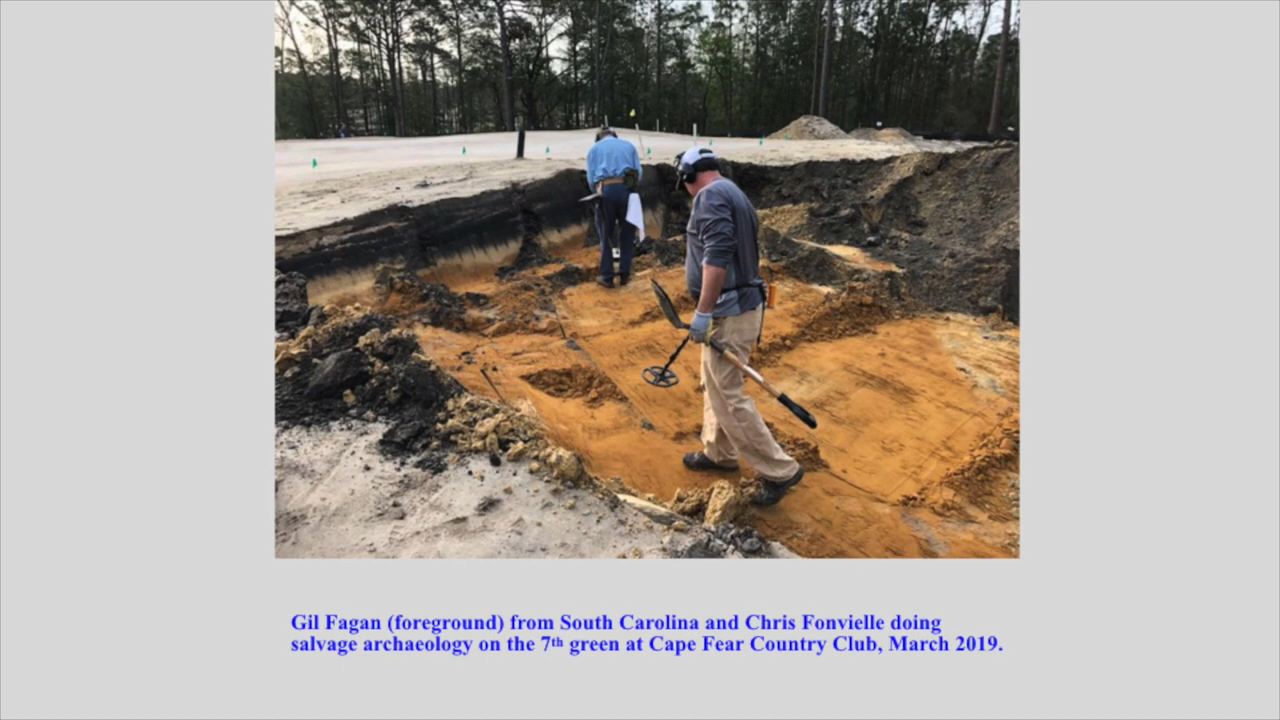 Gil Fagan (foreground) from South Carolina and Chris Fonvielle doing
salvage archaeology on the 7th green at Cape Fear Country Club, March 2019.